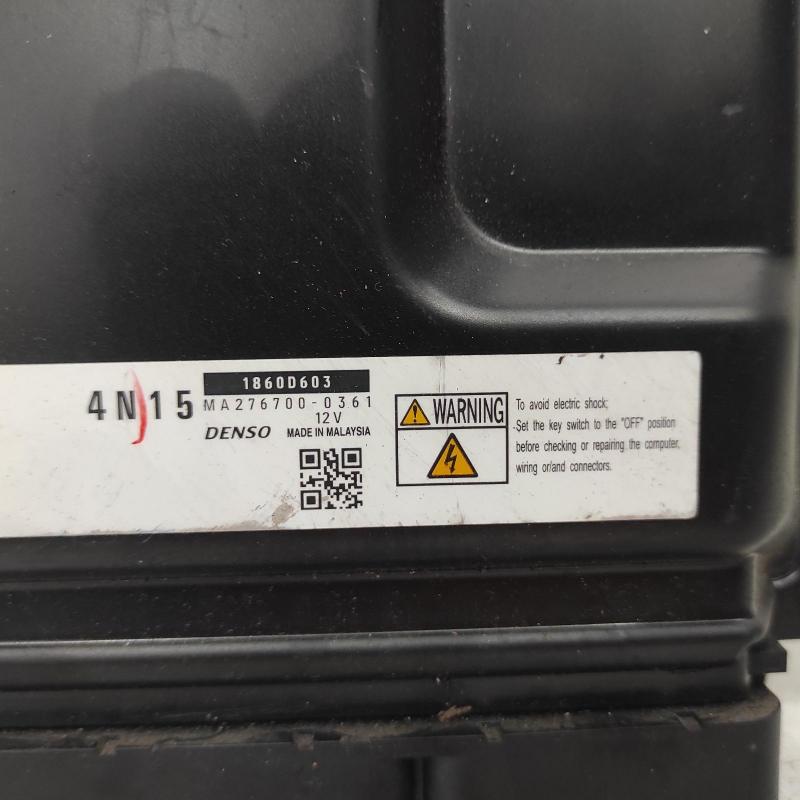 4N15
1860D603
MA276700-0361
12V
DENSO MADE IN MALAYSIA
WARNING
To avoid electric shock;
-Set the key switch to the "OFF" position
before checking or repairing the computer,
wiring or/and connectors.